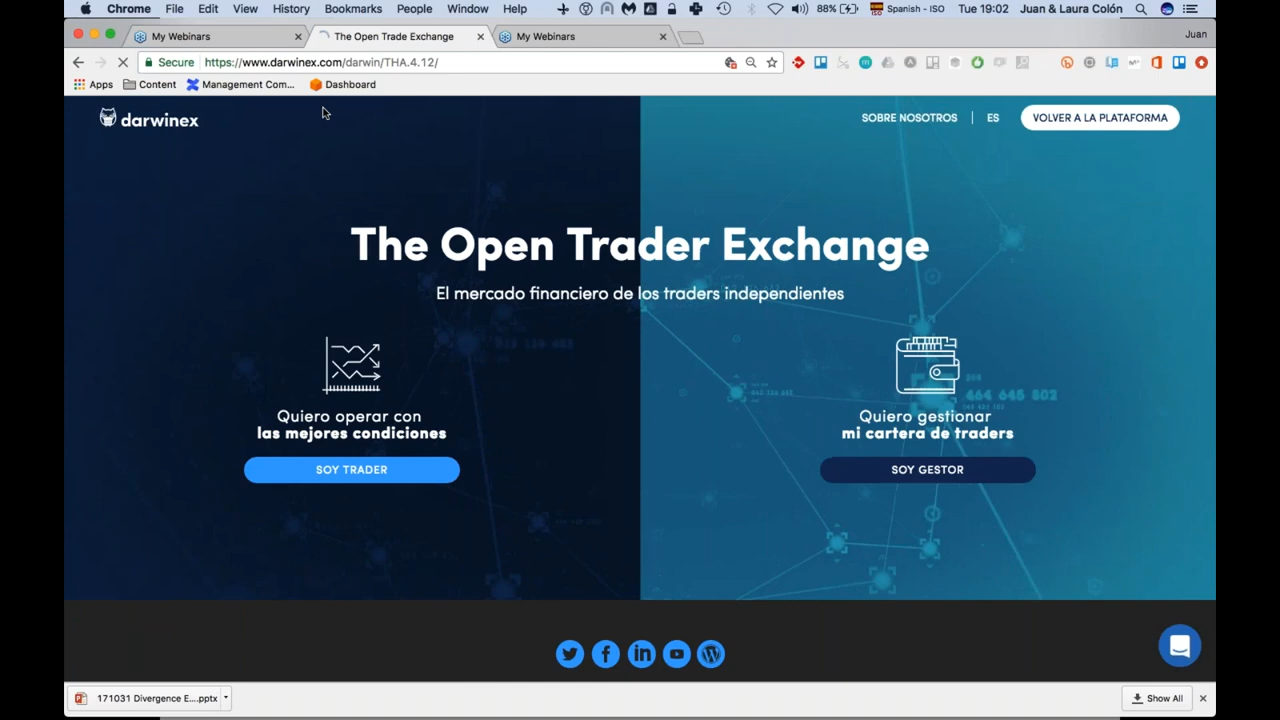 Chrome File Edit View History Bookmarks People Window Help 88% Spanish - ISO Tue 19:02 Juan & Laura Colón
My Webinars
The Open Trade Exchange
My Webinars
Juan
Secure https://www.darwinex.com/darwin/THA.4.12/
Apps Content Management Com... Dashboard
darwinex
SOBRE NOSOTROS | ES VOLVER A LA PLATAFORMA
The Open Trader Exchange
El mercado financiero de los traders independientes
Quiero operar con
las mejores condiciones
SOY TRADER
464 645 802
Quiero gestionar
mi cartera de traders
SOY GESTOR
171031 Divergence E....pptx
Show All